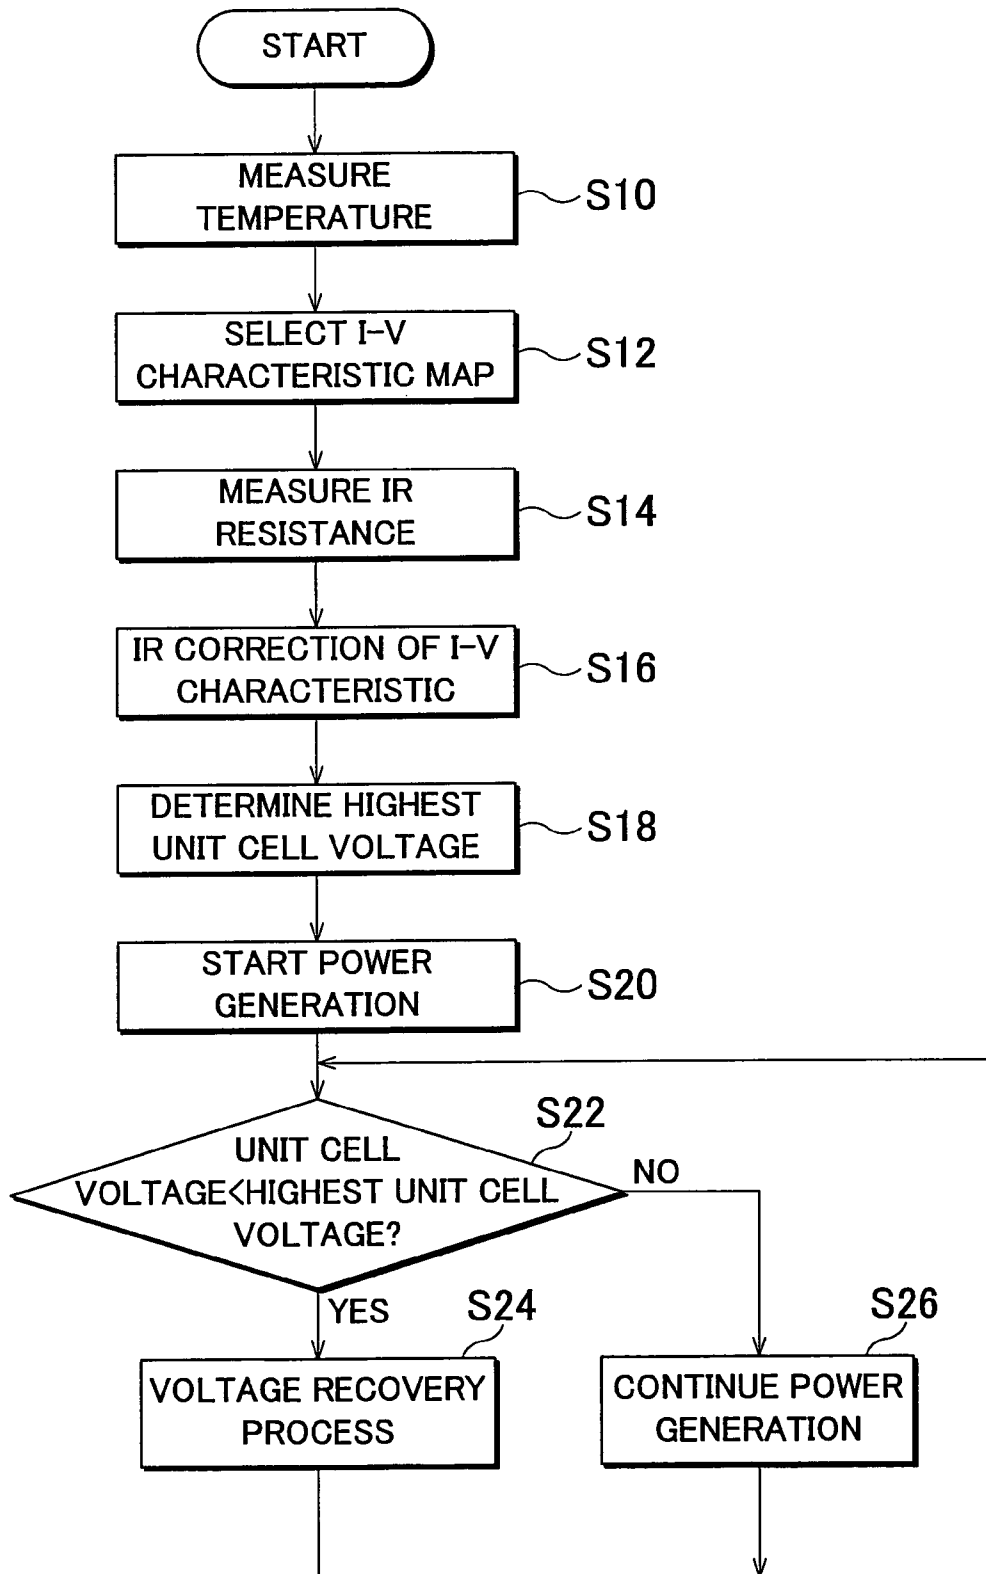 START
MEASURE
TEMPERATURE
S10
SELECT I-V
CHARACTERISTIC MAP
S12
MEASURE IR
RESISTANCE
S14
IR CORRECTION OF I-V
CHARACTERISTIC
S16
DETERMINE HIGHEST
UNIT CELL VOLTAGE
S18
START POWER
GENERATION
S20
S22
UNIT CELL
VOLTAGE<HIGHEST UNIT CELL
VOLTAGE?
NO
YES
S24
VOLTAGE RECOVERY
PROCESS
S26
CONTINUE POWER
GENERATION